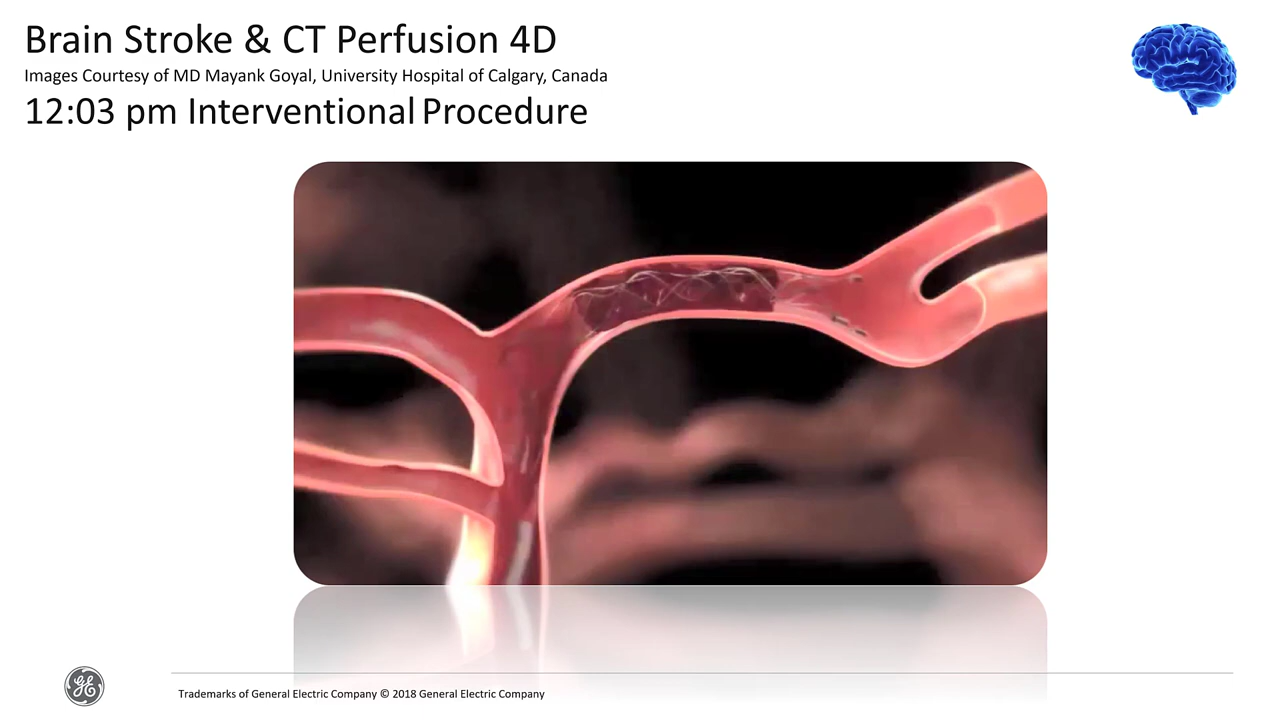 Brain Stroke & CT Perfusion 4D
Images Courtesy of MD Mayank Goyal, University Hospital of Calgary, Canada
12:03 pm Interventional Procedure
Trademarks of General Electric Company © 2018 General Electric Company